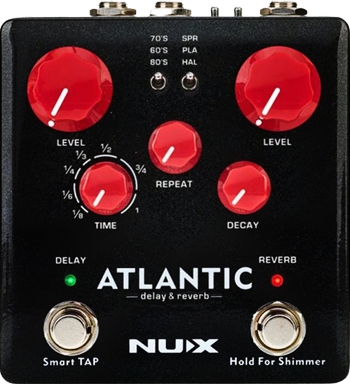 70'S SPR
60'S PLA
80'S HAL
LEVEL
LEVEL
1/8
1/6
1/4
1/3
1/2
3/4
1
TIME
REPEAT
DECAY
DELAY
REVERB
ATLANTIC
delay & reverb
Smart TAP
NUX
Hold For Shimmer